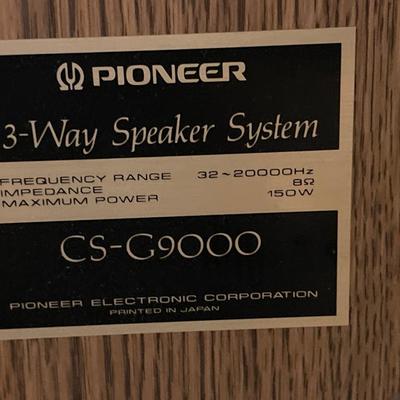 PIONEER
3-Way Speaker System
FREQUENCY RANGE 32~20000Hz
IMPEDANCE 8Ω
MAXIMUM POWER 150W
CS-G9000
PIONEER ELECTRONIC CORPORATION
PRINTED IN JAPAN